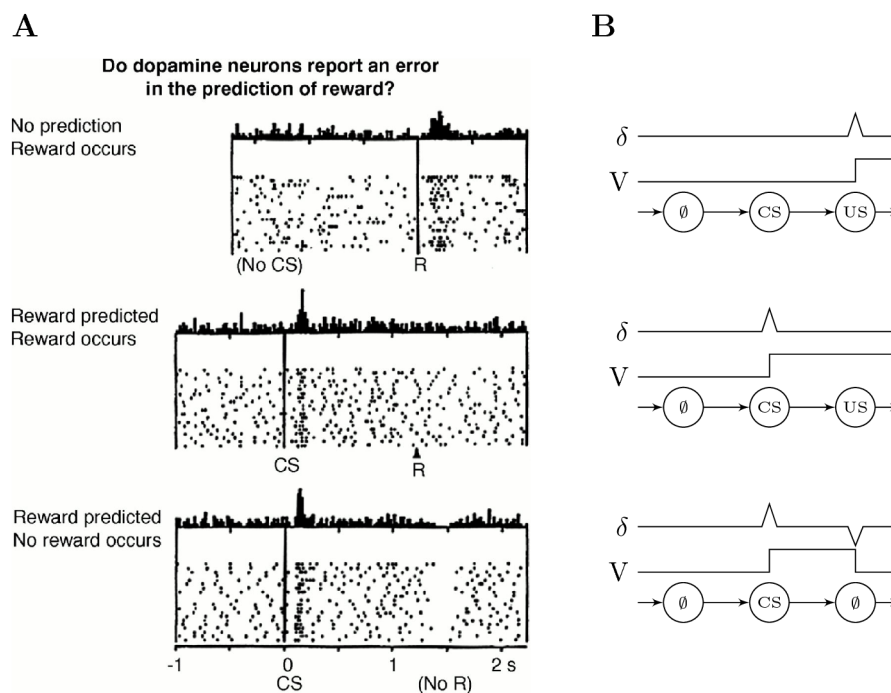 A
B
Do dopamine neurons report an error
in the prediction of reward?
No prediction
Reward occurs
(No CS)
R
δ
V
∅ CS US
Reward predicted
Reward occurs
CS
R
δ
V
∅ CS US
Reward predicted
No reward occurs
-1 0 1 2 s
CS (No R)
δ
V
∅ CS ∅